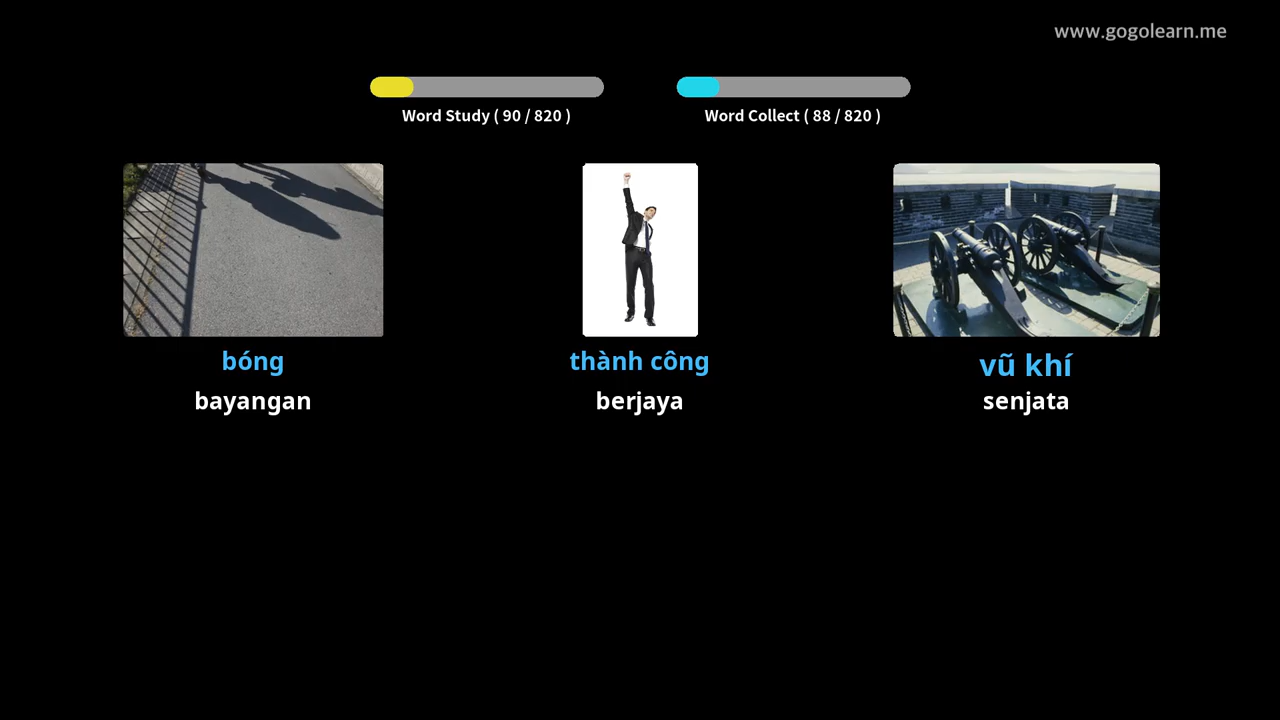 www.gogolearn.me
Word Study ( 90 / 820 )
Word Collect ( 88 / 820 )
bóng
thành công
vũ khí
bayangan
berjaya
senjata